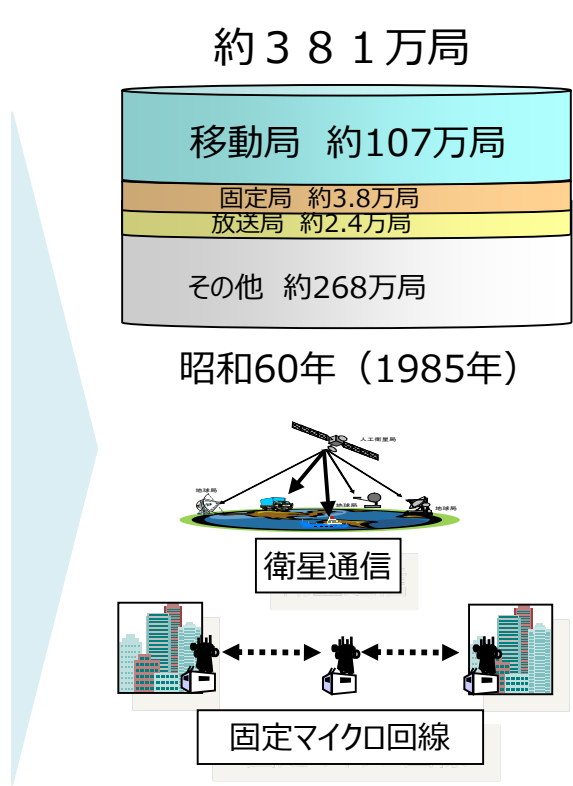 約３８１万局
移動局　約107万局
固定局　約3.8万局
放送局　約2.4万局
その他　約268万局
昭和60年（1985年）
人工衛星局
地球局
地球局
地球局
衛星通信
固定マイクロ回線